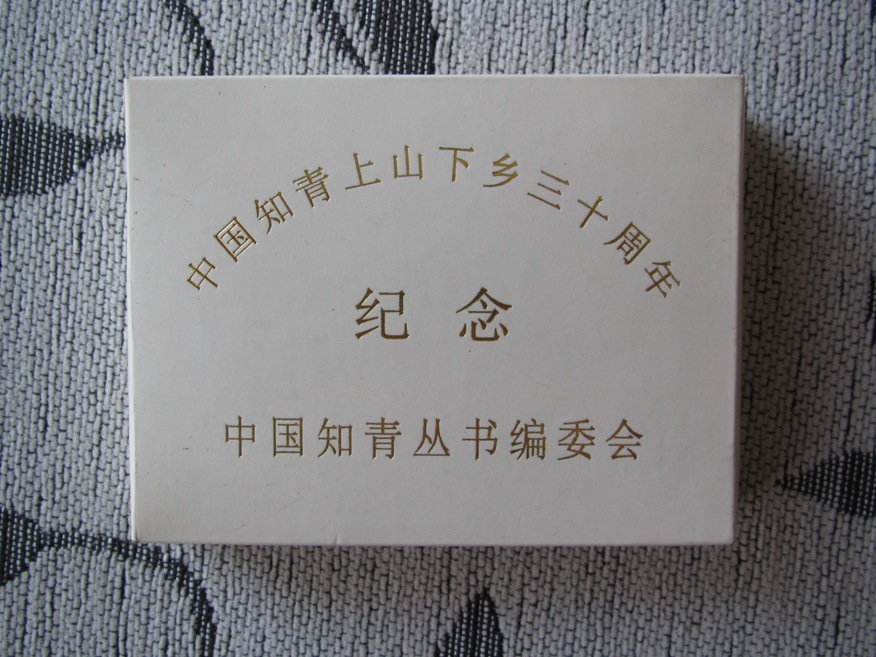 中国知青上山下乡三十周年
纪念
中国知青丛书编委会